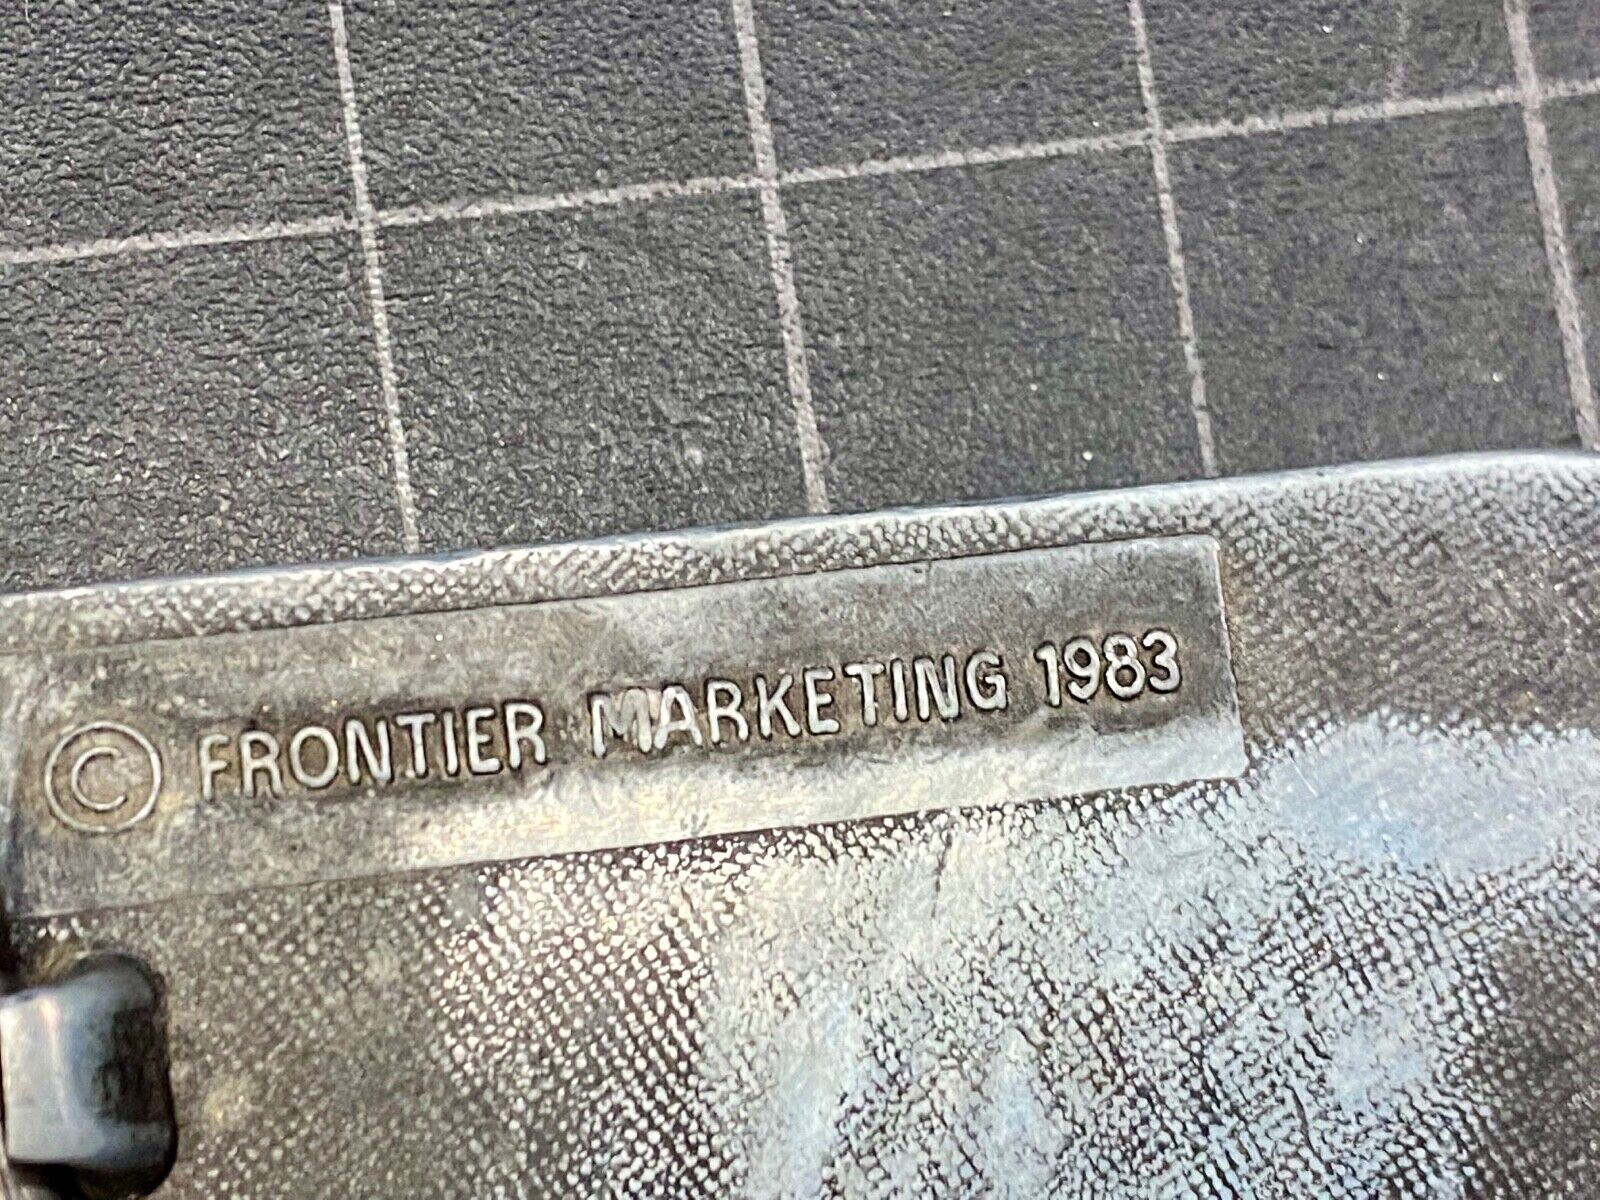 © FRONTIER MARKETING 1983